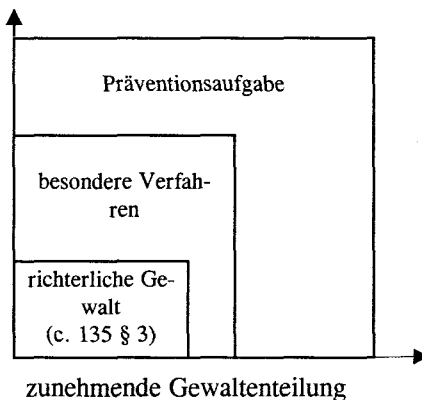 Präventionsaufgabe
besondere Verfah-
ren
richterliche Ge-
walt
(c. 135 § 3)
zunehmende Gewaltenteilung